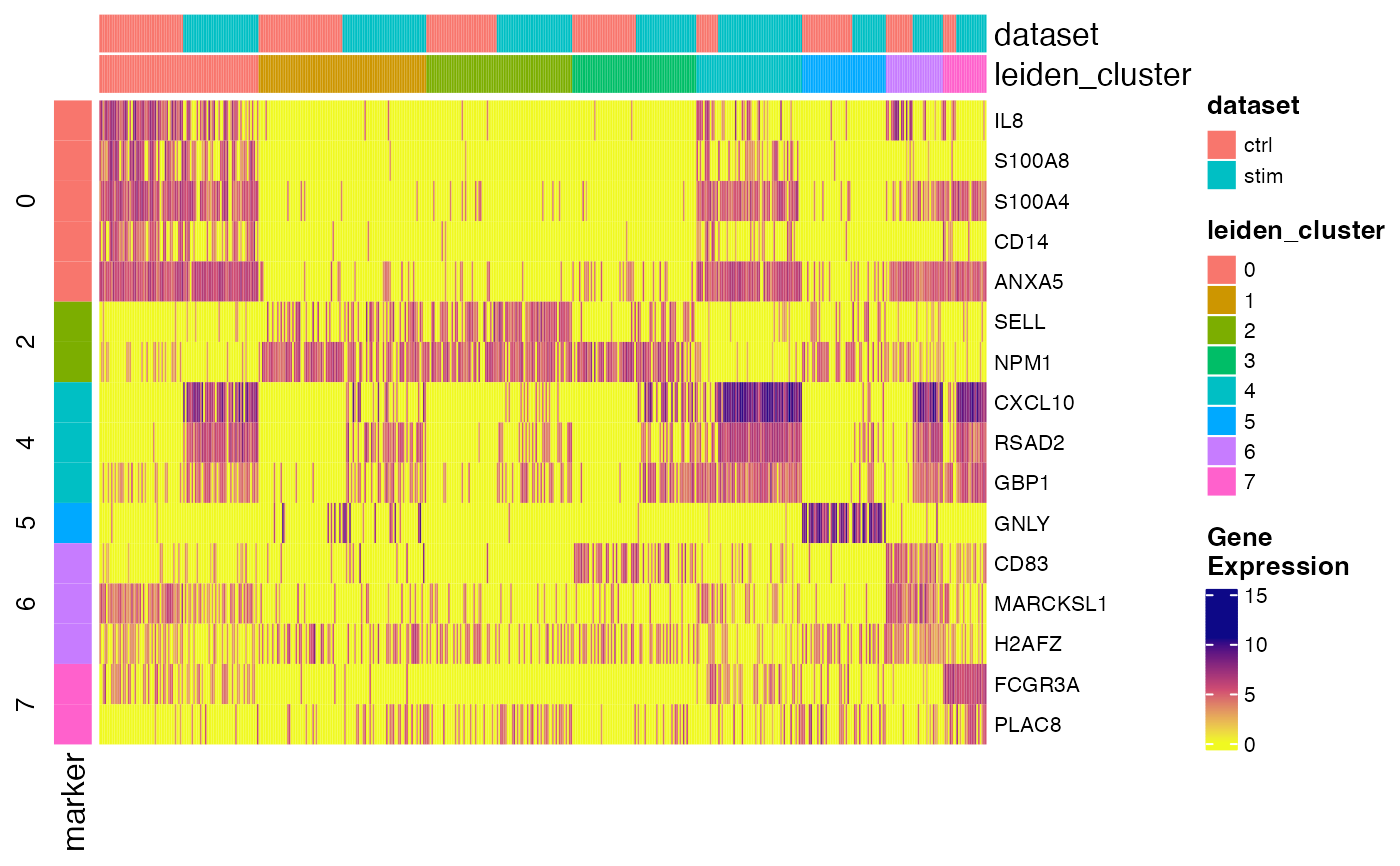 dataset
leiden_cluster
0
2
4
5
6
7
marker
IL8
S100A8
S100A4
CD14
ANXA5
SELL
NPM1
CXCL10
RSAD2
GBP1
GNLY
CD83
MARCKSL1
H2AFZ
FCGR3A
PLAC8
dataset
ctrl
stim
leiden_cluster
0
1
2
3
4
5
6
7
Gene
Expression
15
10
5
0